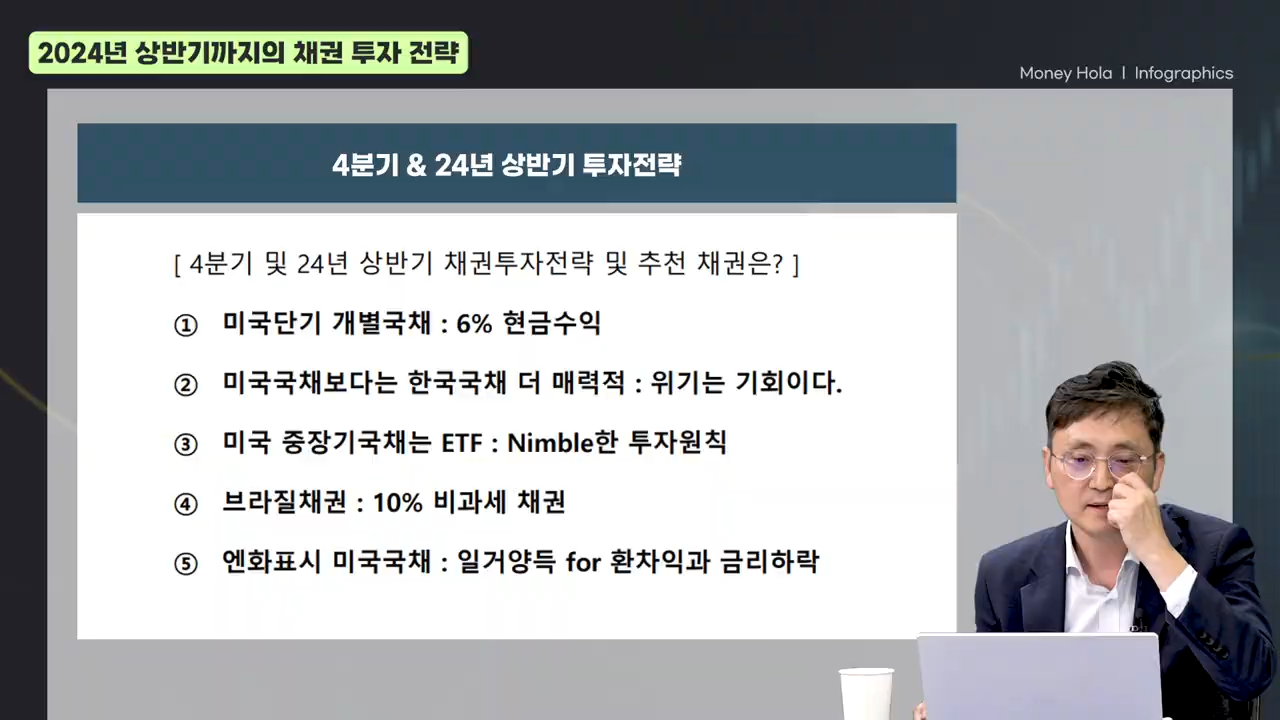 2024년 상반기까지의 채권 투자 전략
Money Hola | Infographics
4분기 & 24년 상반기 투자전략
[ 4분기 및 24년 상반기 채권투자전략 및 추천 채권은? ]
① 미국단기 개별국채 : 6% 현금수익
② 미국국채보다는 한국국채 더 매력적 : 위기는 기회이다.
③ 미국 중장기국채는 ETF : Nimble한 투자원칙
④ 브라질채권 : 10% 비과세 채권
⑤ 엔화표시 미국국채 : 일거양득 for 환차익과 금리하락